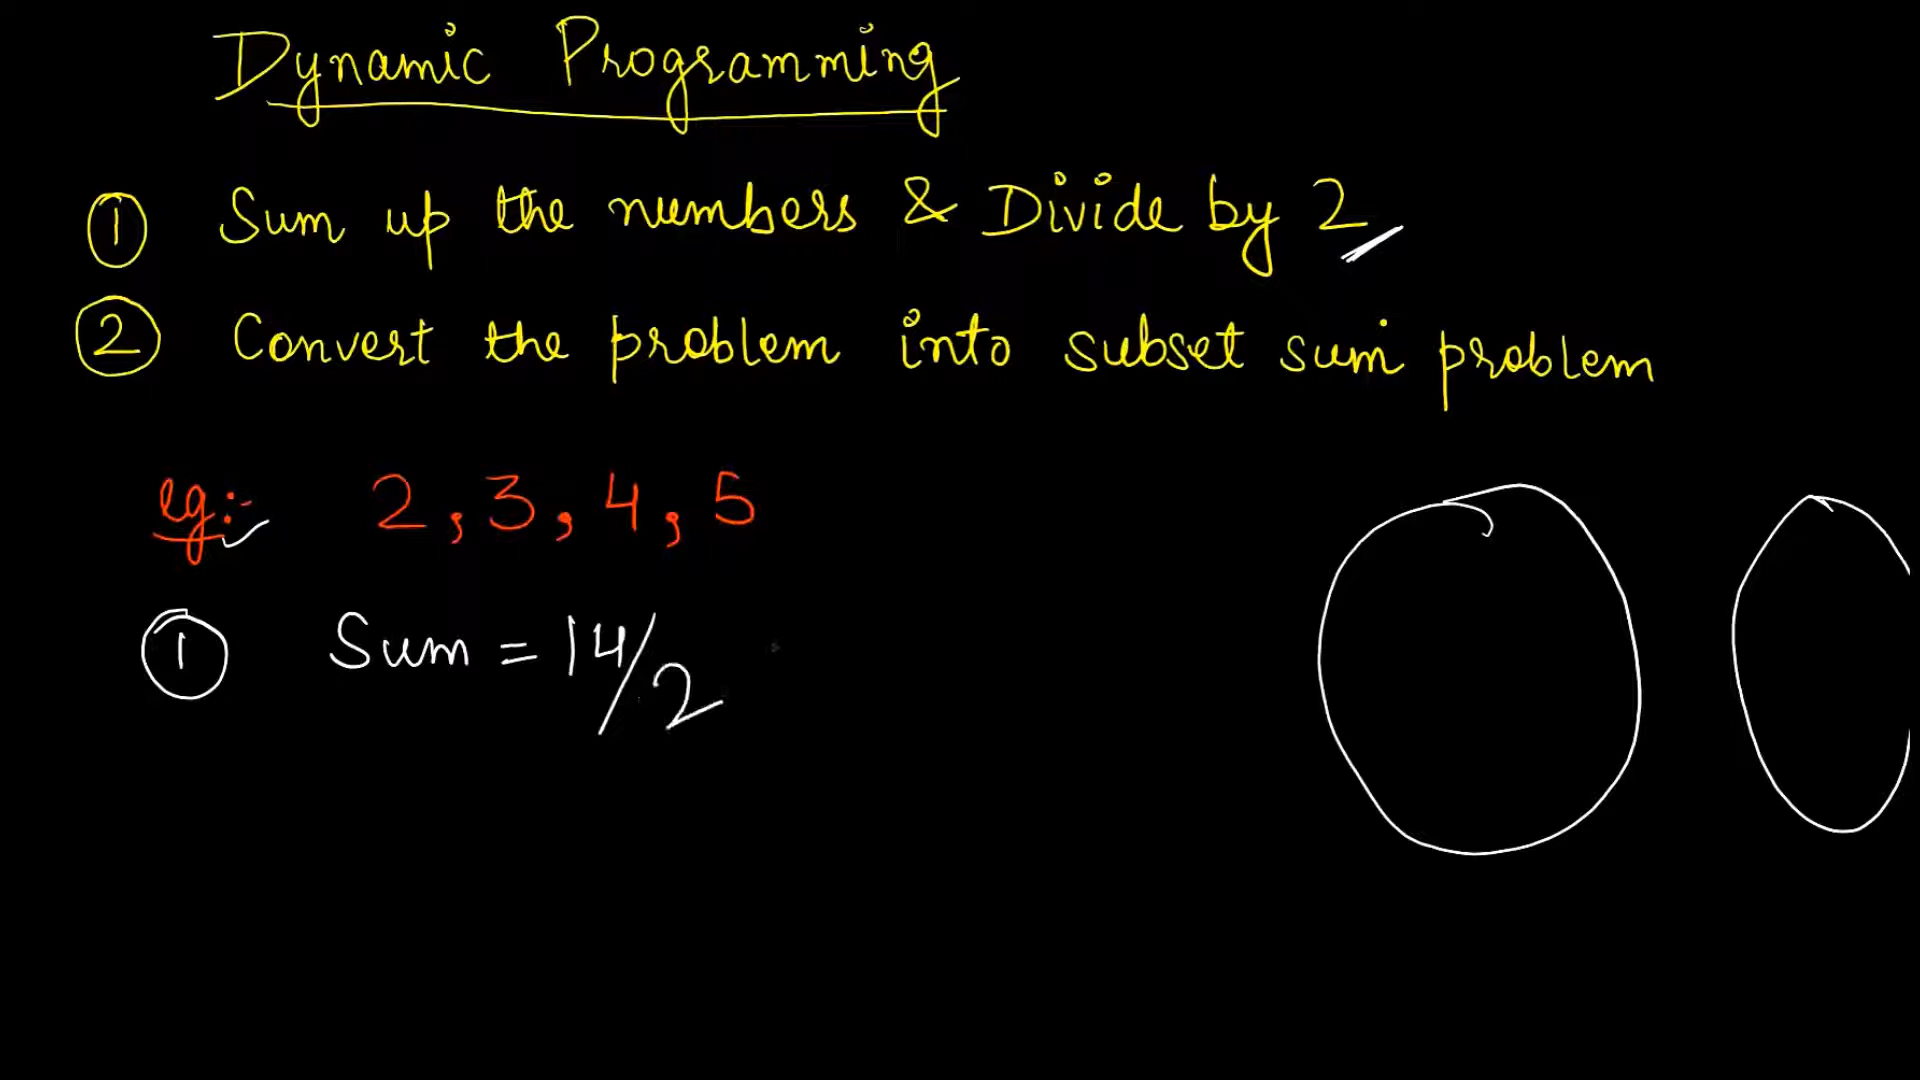 Dynamic Programming
① Sum up the numbers & Divide by 2
② Convert the problem into subset sum problem
eg:- 2, 3, 4, 5
① Sum = 14/2